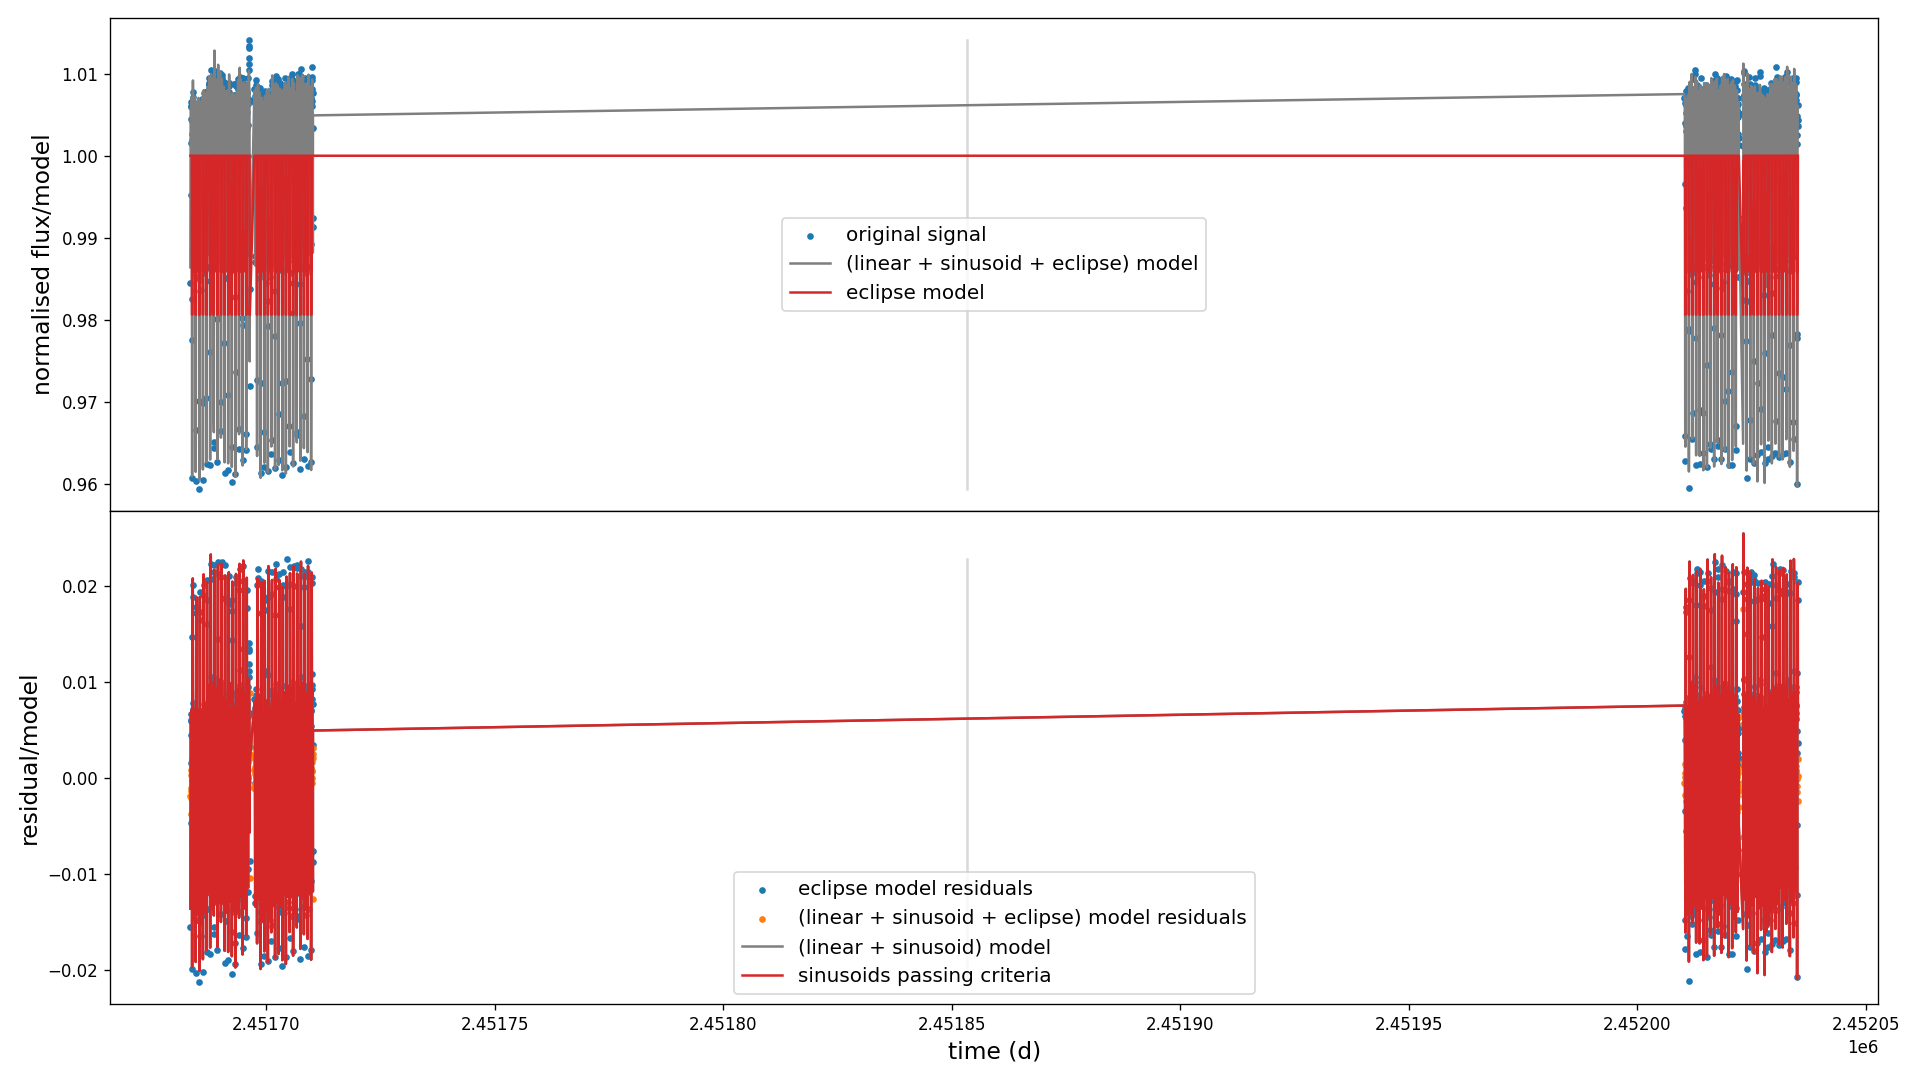 normalised flux/model
1.01
1.00
0.99
0.98
0.97
0.96
original signal
(linear + sinusoid + eclipse) model
eclipse model
residual/model
0.02
0.01
0.00
−0.01
−0.02
eclipse model residuals
(linear + sinusoid + eclipse) model residuals
(linear + sinusoid) model
sinusoids passing criteria
2.45170 2.45175 2.45180 2.45185 2.45190 2.45195 2.45200 2.45205
1e6
time (d)